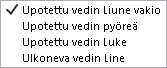 Upotettu vedin Liune vakio
Upotettu vedin pyöreä
Upotettu vedin Luke
Ulkoneva vedin Line